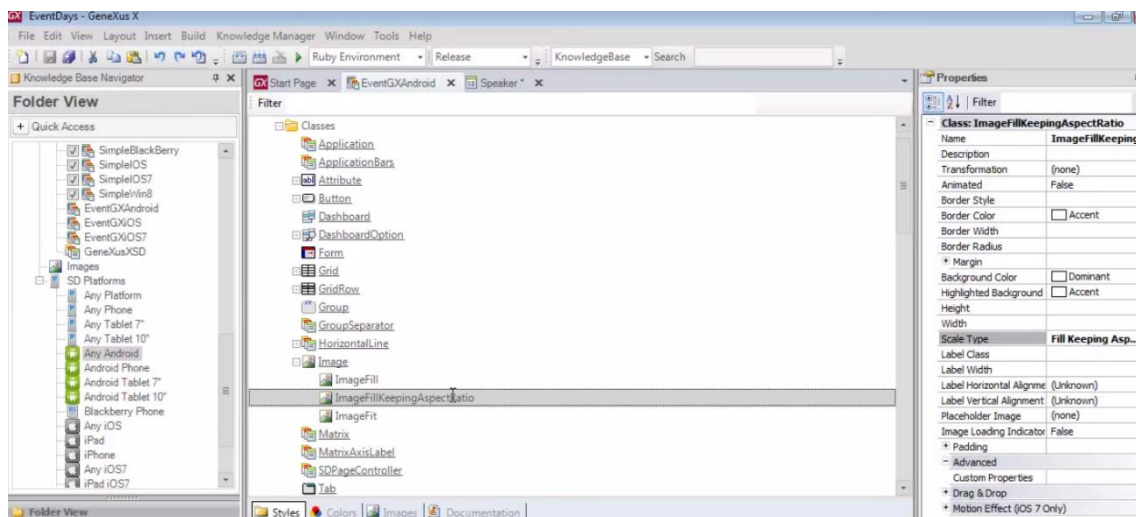 EventDays - GeneXus X
File Edit View Layout Insert Build Knowledge Manager Window Tools Help
Ruby Environment Release KnowledgeBase Search
Knowledge Base Navigator
Folder View
+ Quick Access
SimpleBlackBerry
SimpleIOS
SimpleIOS7
SimpleWin8
EventGXAndroid
EventGXiOS
EventGXiOS7
GeneXusXSD
Images
SD Platforms
Any Platform
Any Phone
Any Tablet 7"
Any Tablet 10"
Any Android
Android Phone
Android Tablet 7"
Android Tablet 10"
Blackberry Phone
Any iOS
iPad
iPhone
Any iOS7
iPad iOS7
Folder View
Start Page X EventGXAndroid X Speaker * X
Filter
Classes
Application
ApplicationBars
Attribute
Button
Dashboard
DashboardOption
Form
Grid
GridRow
Group
GroupSeparator
HorizontalLine
Image
ImageFill
ImageFillKeepingAspectRatio
ImageFit
Matrix
MatrixAxisLabel
SDPageController
Tab
Styles Colors Images Documentation
Properties
Filter
Class: ImageFillKeepingAspectRatio
Name ImageFillKeeping
Description
Transformation (none)
Animated False
Border Style
Border Color Accent
Border Width
Border Radius
+ Margin
Background Color Dominant
Highlighted Background Accent
Height
Width
Scale Type Fill Keeping Asp...
Label Class
Label Width
Label Horizontal Alignme (Unknown)
Label Vertical Alignment (Unknown)
Placeholder Image (none)
Image Loading Indicator False
+ Padding
- Advanced
Custom Properties
+ Drag & Drop
+ Motion Effect (iOS 7 Only)